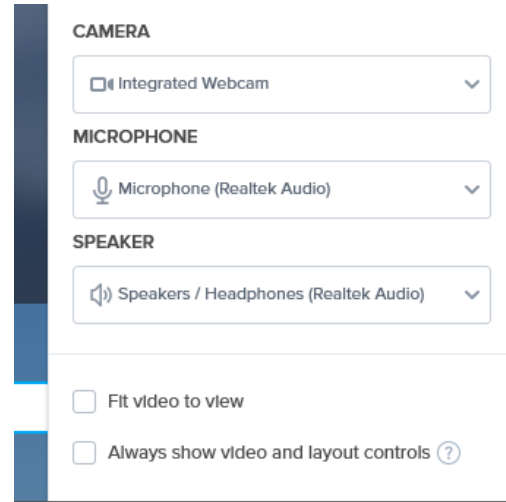 CAMERA
Integrated Webcam
MICROPHONE
Microphone (Realtek Audio)
SPEAKER
Speakers / Headphones (Realtek Audio)
Fit video to view
Always show video and layout controls ?